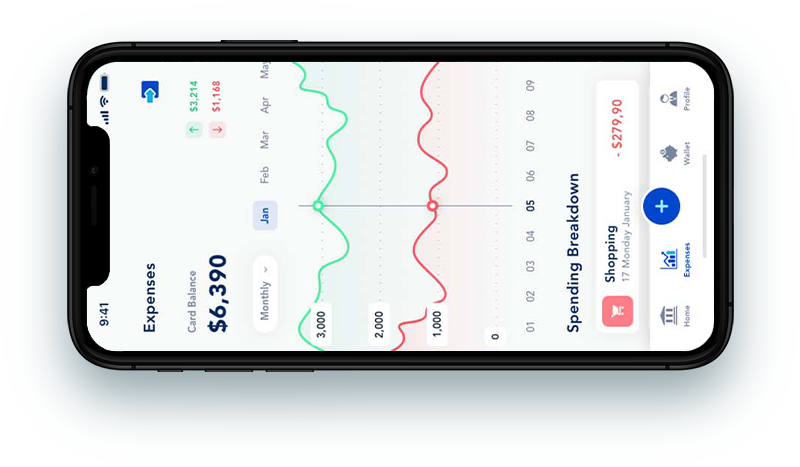 9:41
Expenses
Card Balance
$6,390
$3,214
$1,168
Monthly
Jan Feb Mar Apr May
3,000
2,000
1,000
0
01 02 03 04 05 06 07 08 09
Spending Breakdown
Shopping
17 Monday January
- $279,90
Home Expenses + Wallet Profile